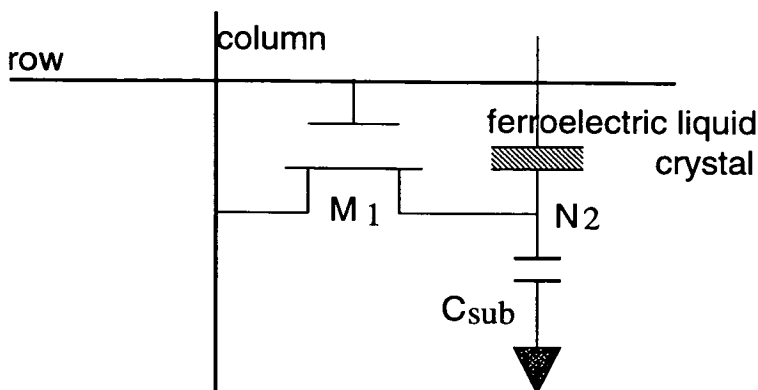 column
row
ferroelectric liquid
crystal
M1
N2
Csub